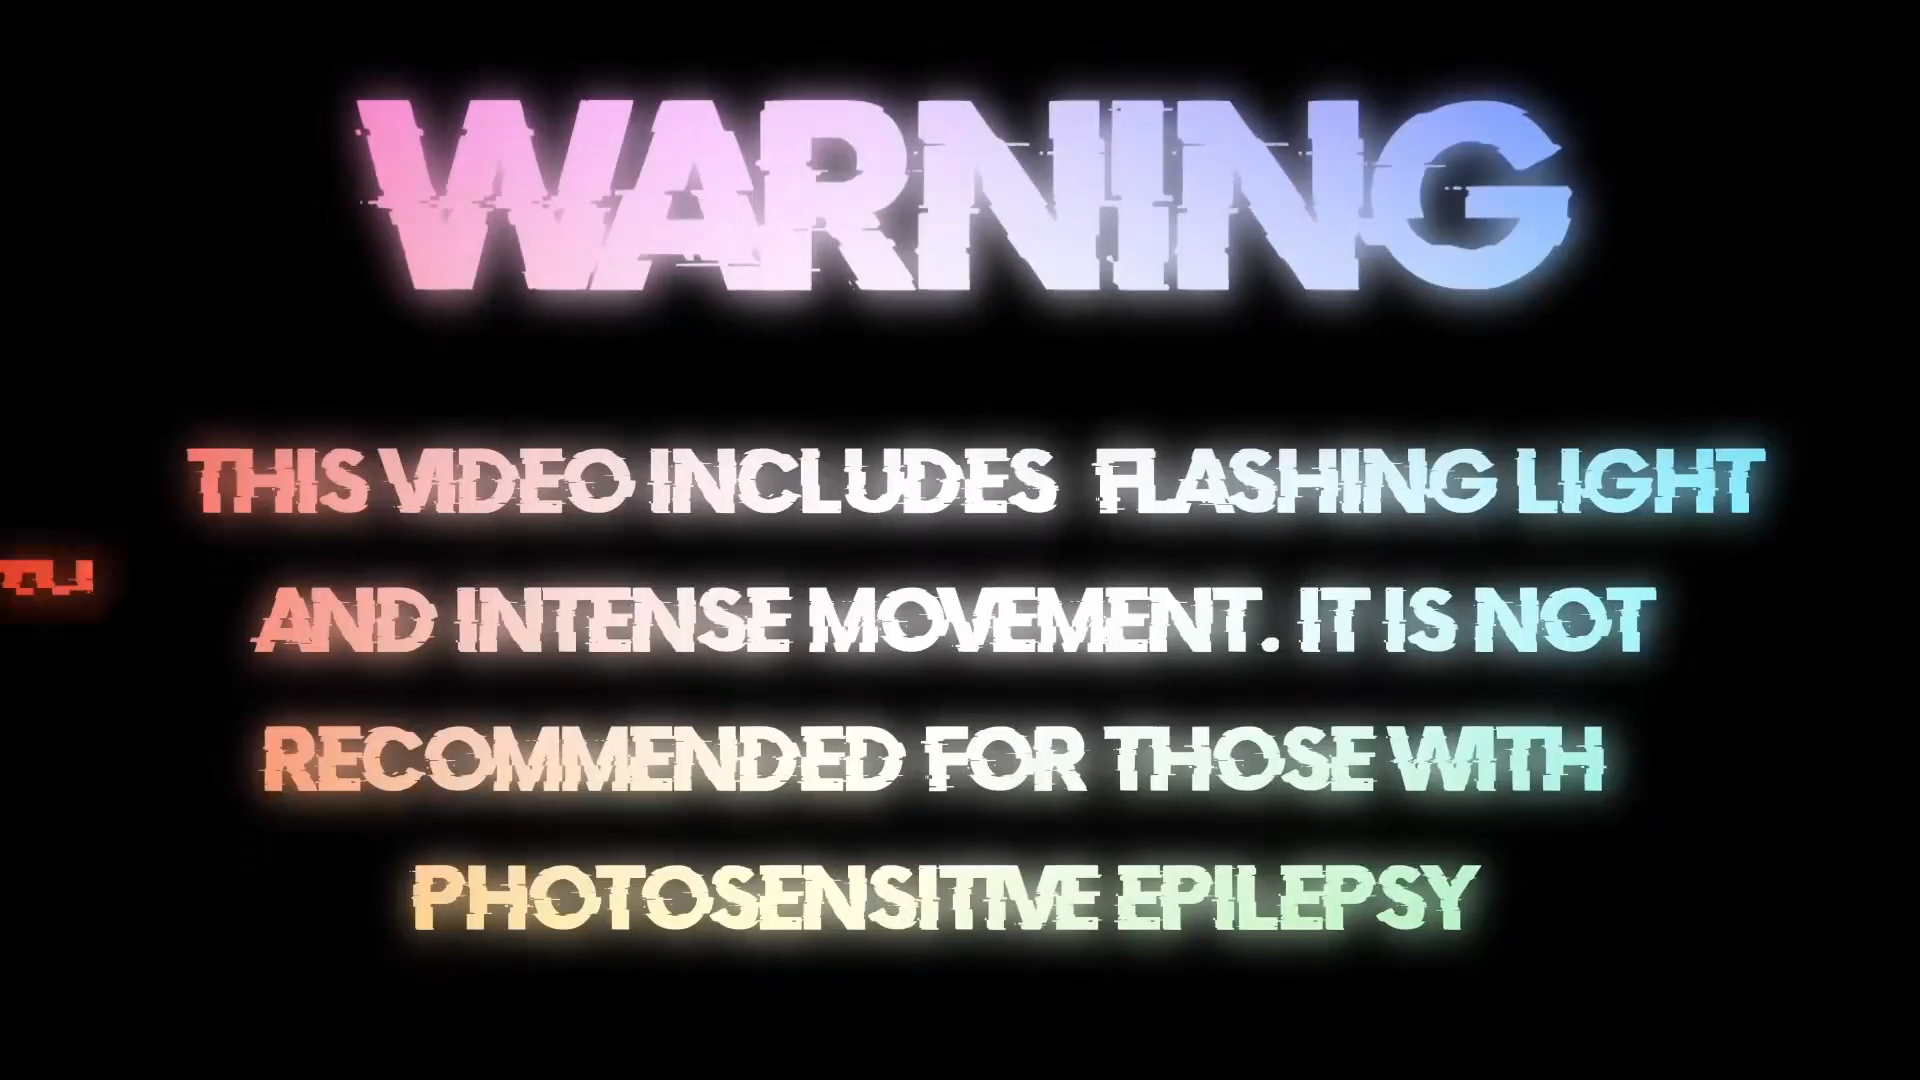 WARNING
THIS VIDEO INCLUDES FLASHING LIGHT
AND INTENSE MOVEMENT. IT IS NOT
RECOMMENDED FOR THOSE WITH
PHOTOSENSITIVE EPILEPSY